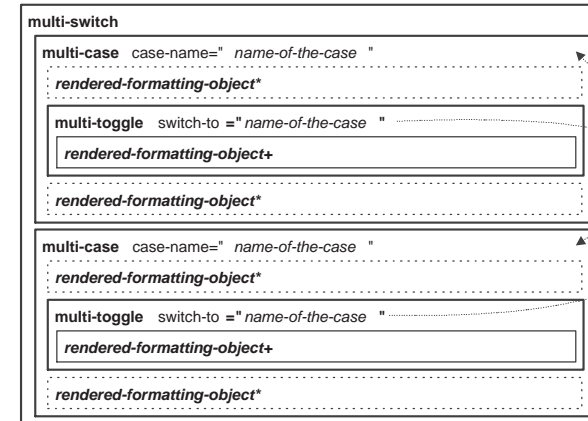 multi-switch
multi-case case-name=" name-of-the-case "
rendered-formatting-object*
multi-toggle switch-to =" name-of-the-case "
rendered-formatting-object+
rendered-formatting-object*
multi-case case-name=" name-of-the-case "
rendered-formatting-object*
multi-toggle switch-to =" name-of-the-case "
rendered-formatting-object+
rendered-formatting-object*